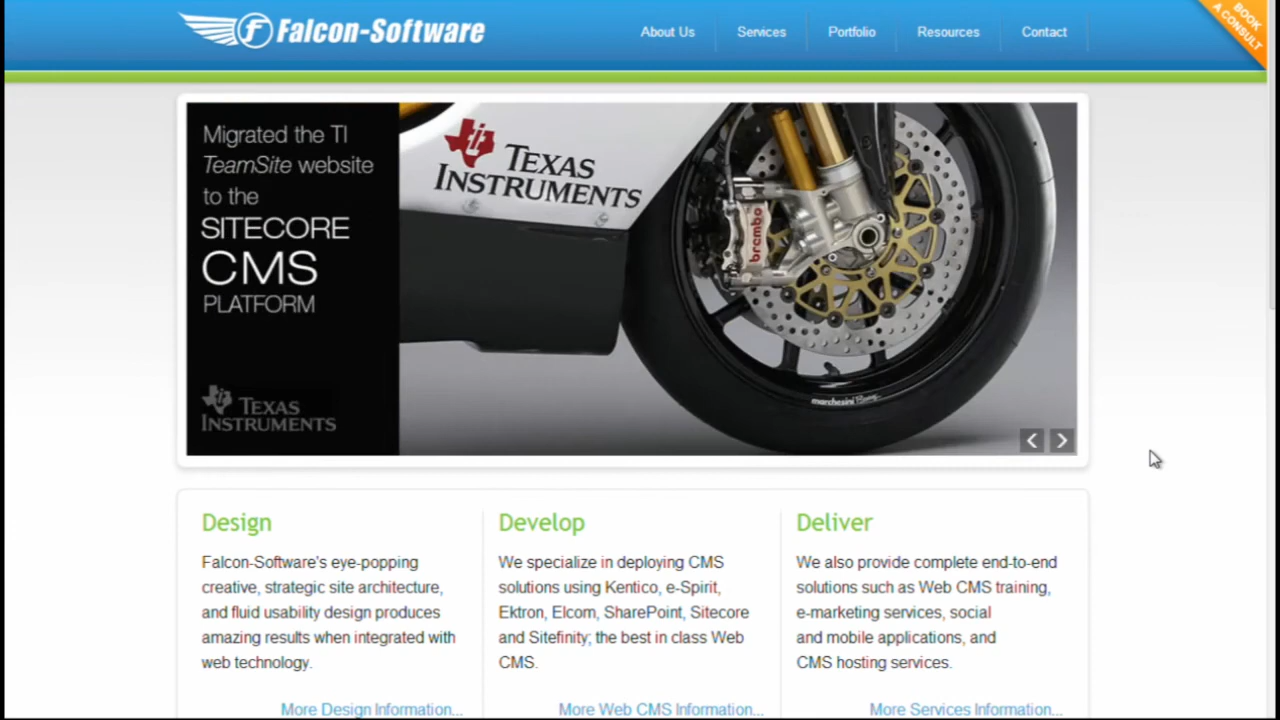 Falcon-Software
About Us
Services
Portfolio
Resources
Contact
BOOK
A CONSULT
Migrated the TI
TeamSite website
to the
SITECORE
CMS
PLATFORM
TEXAS
INSTRUMENTS
TEXAS
INSTRUMENTS
brembo
Design
Falcon-Software's eye-popping
creative, strategic site architecture,
and fluid usability design produces
amazing results when integrated with
web technology.
More Design Information...
Develop
We specialize in deploying CMS
solutions using Kentico, e-Spirit,
Ektron, Elcom, SharePoint, Sitecore
and Sitefinity; the best in class Web
CMS.
More Web CMS Information...
Deliver
We also provide complete end-to-end
solutions such as Web CMS training,
e-marketing services, social
and mobile applications, and
CMS hosting services.
More Services Information...